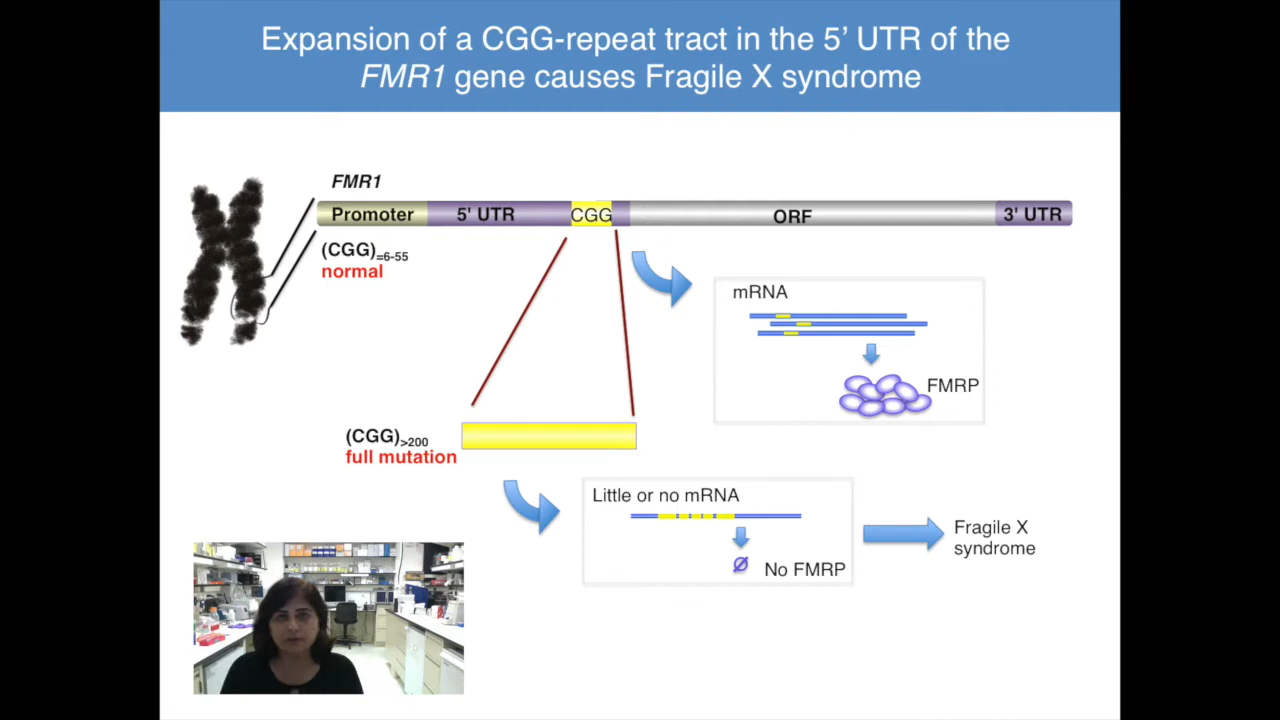 Expansion of a CGG-repeat tract in the 5’ UTR of the
FMR1 gene causes Fragile X syndrome
FMR1
Promoter 5' UTR CGG ORF 3' UTR
(CGG)=6-55
normal
mRNA
FMRP
(CGG)>200
full mutation
Little or no mRNA
Ø No FMRP
Fragile X
syndrome